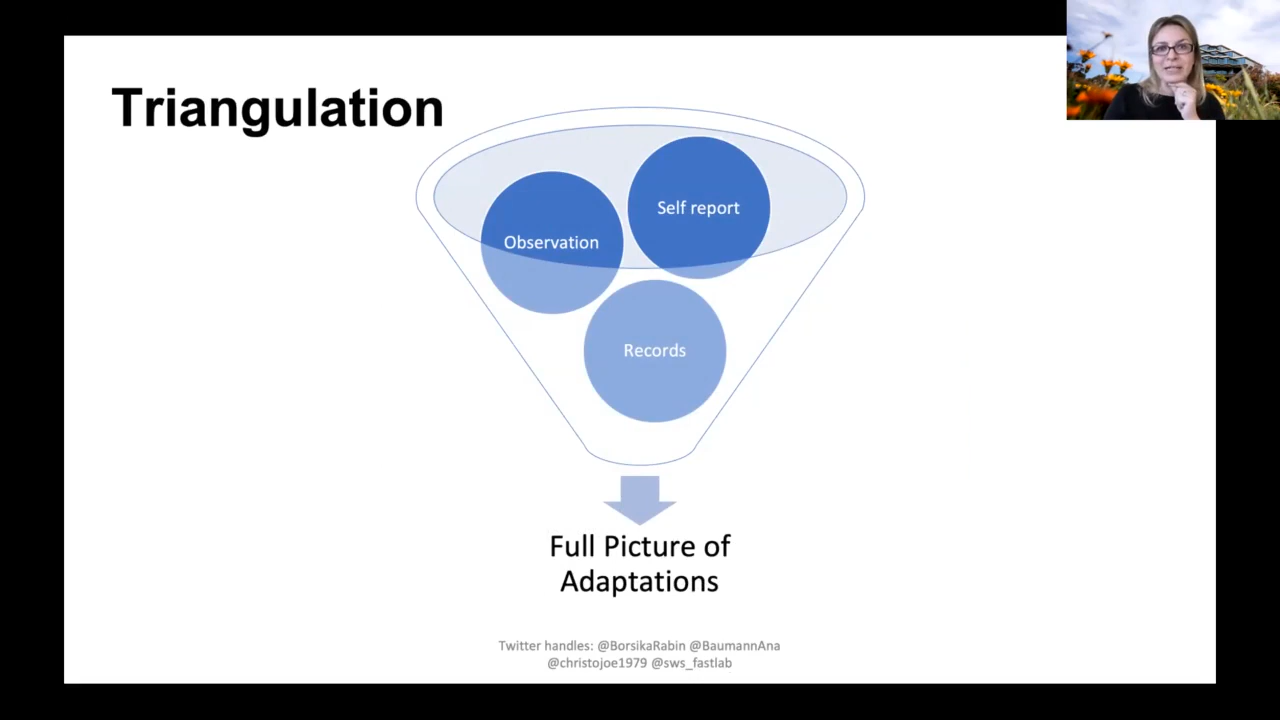 Triangulation
Self report
Observation
Records
Full Picture of
Adaptations
Twitter handles: @BorsikaRabin @BaumannAna
@christojoe1979 @sws_fastlab